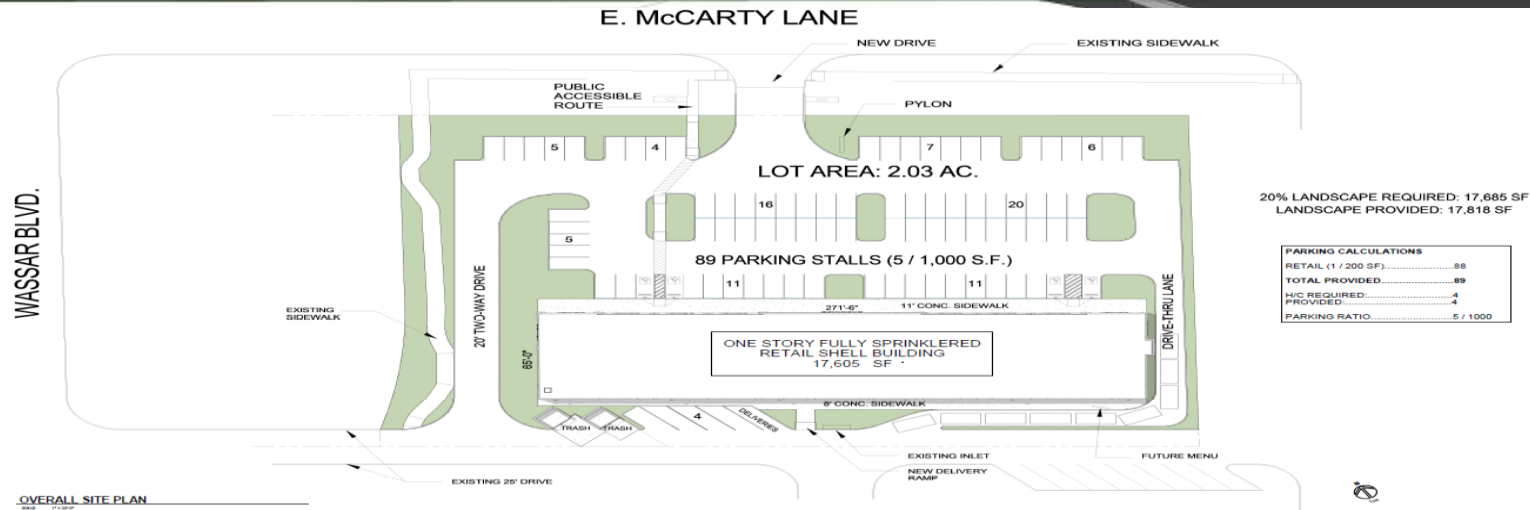 E. McCARTY LANE
NEW DRIVE
EXISTING SIDEWALK
PUBLIC
ACCESSIBLE
ROUTE
PYLON
5
4
7
6
LOT AREA: 2.03 AC.
16
20
20% LANDSCAPE REQUIRED: 17,685 SF
LANDSCAPE PROVIDED: 17,818 SF
WASSAR BLVD.
5
89 PARKING STALLS (5 / 1,000 S.F.)
PARKING CALCULATIONS
RETAIL (1 / 200 SF)....................88
TOTAL PROVIDED....................89
H/C REQUIRED:....................4
PROVIDED:....................4
PARKING RATIO....................5 / 1000
11
11
20' TWO-WAY DRIVE
DRIVE-THRU LANE
EXISTING
SIDEWALK
271'-6"
11' CONC. SIDEWALK
65'-0"
ONE STORY FULLY SPRINKLERED
RETAIL SHELL BUILDING
17,605 SF
8' CONC. SIDEWALK
TRASH
TRASH
4
DELIVERIES
EXISTING INLET
FUTURE MENU
NEW DELIVERY
RAMP
EXISTING 25' DRIVE
OVERALL SITE PLAN